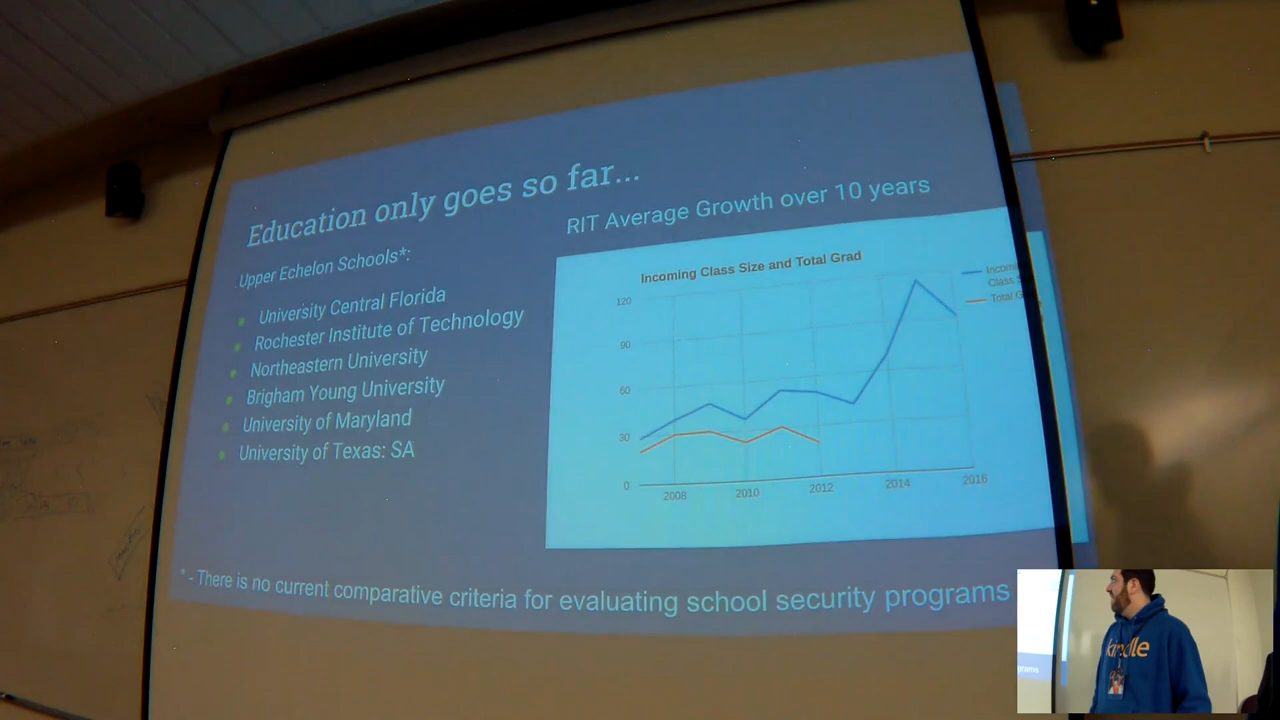 Education only goes so far...
Upper Echelon Schools*:
University Central Florida
Rochester Institute of Technology
Northeastern University
Brigham Young University
University of Maryland
University of Texas: SA
RIT Average Growth over 10 years
Incoming Class Size and Total Grad
120
90
60
30
0
2008
2010
2012
2014
2016
Class
Total
* - There is no current comparative criteria for evaluating school security programs
kindle